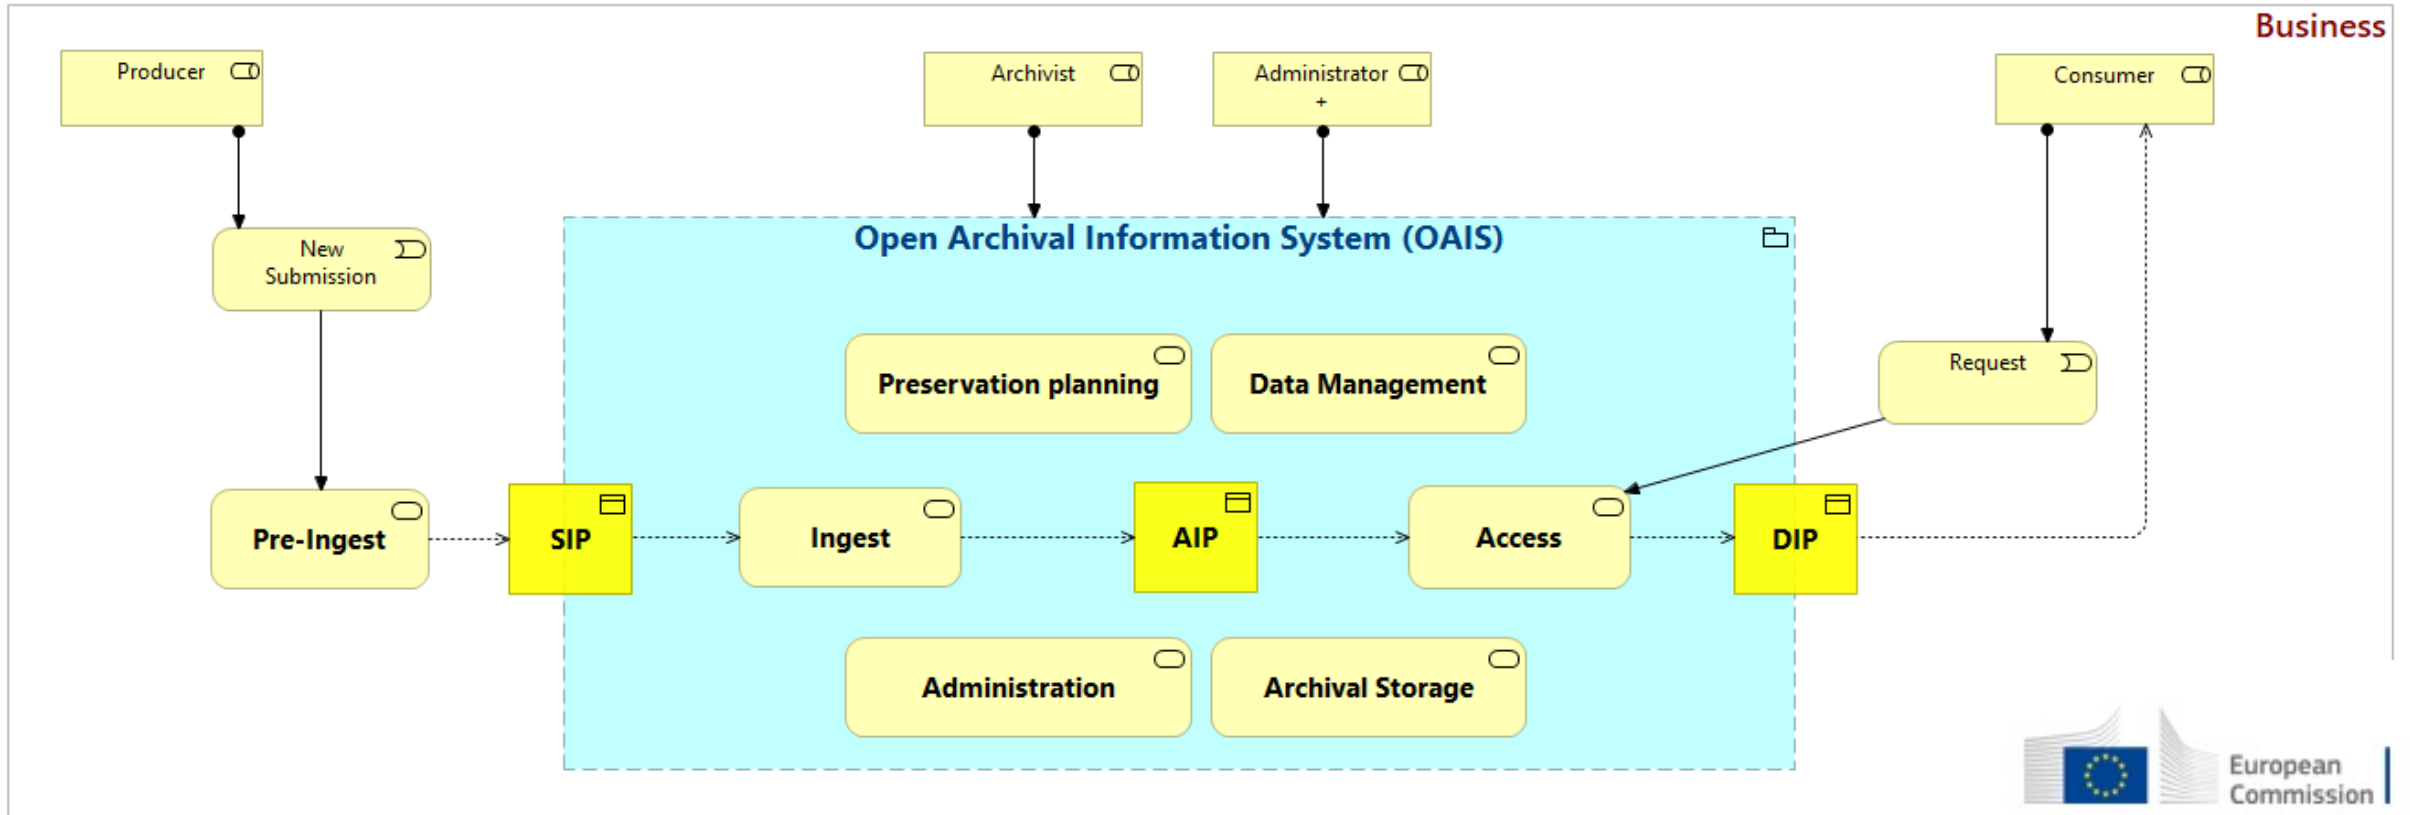 Business
Producer
Archivist
Administrator
+
Consumer
New
Submission
Open Archival Information System (OAIS)
Preservation planning
Data Management
Request
Pre-Ingest
SIP
Ingest
AIP
Access
DIP
Administration
Archival Storage
European
Commission